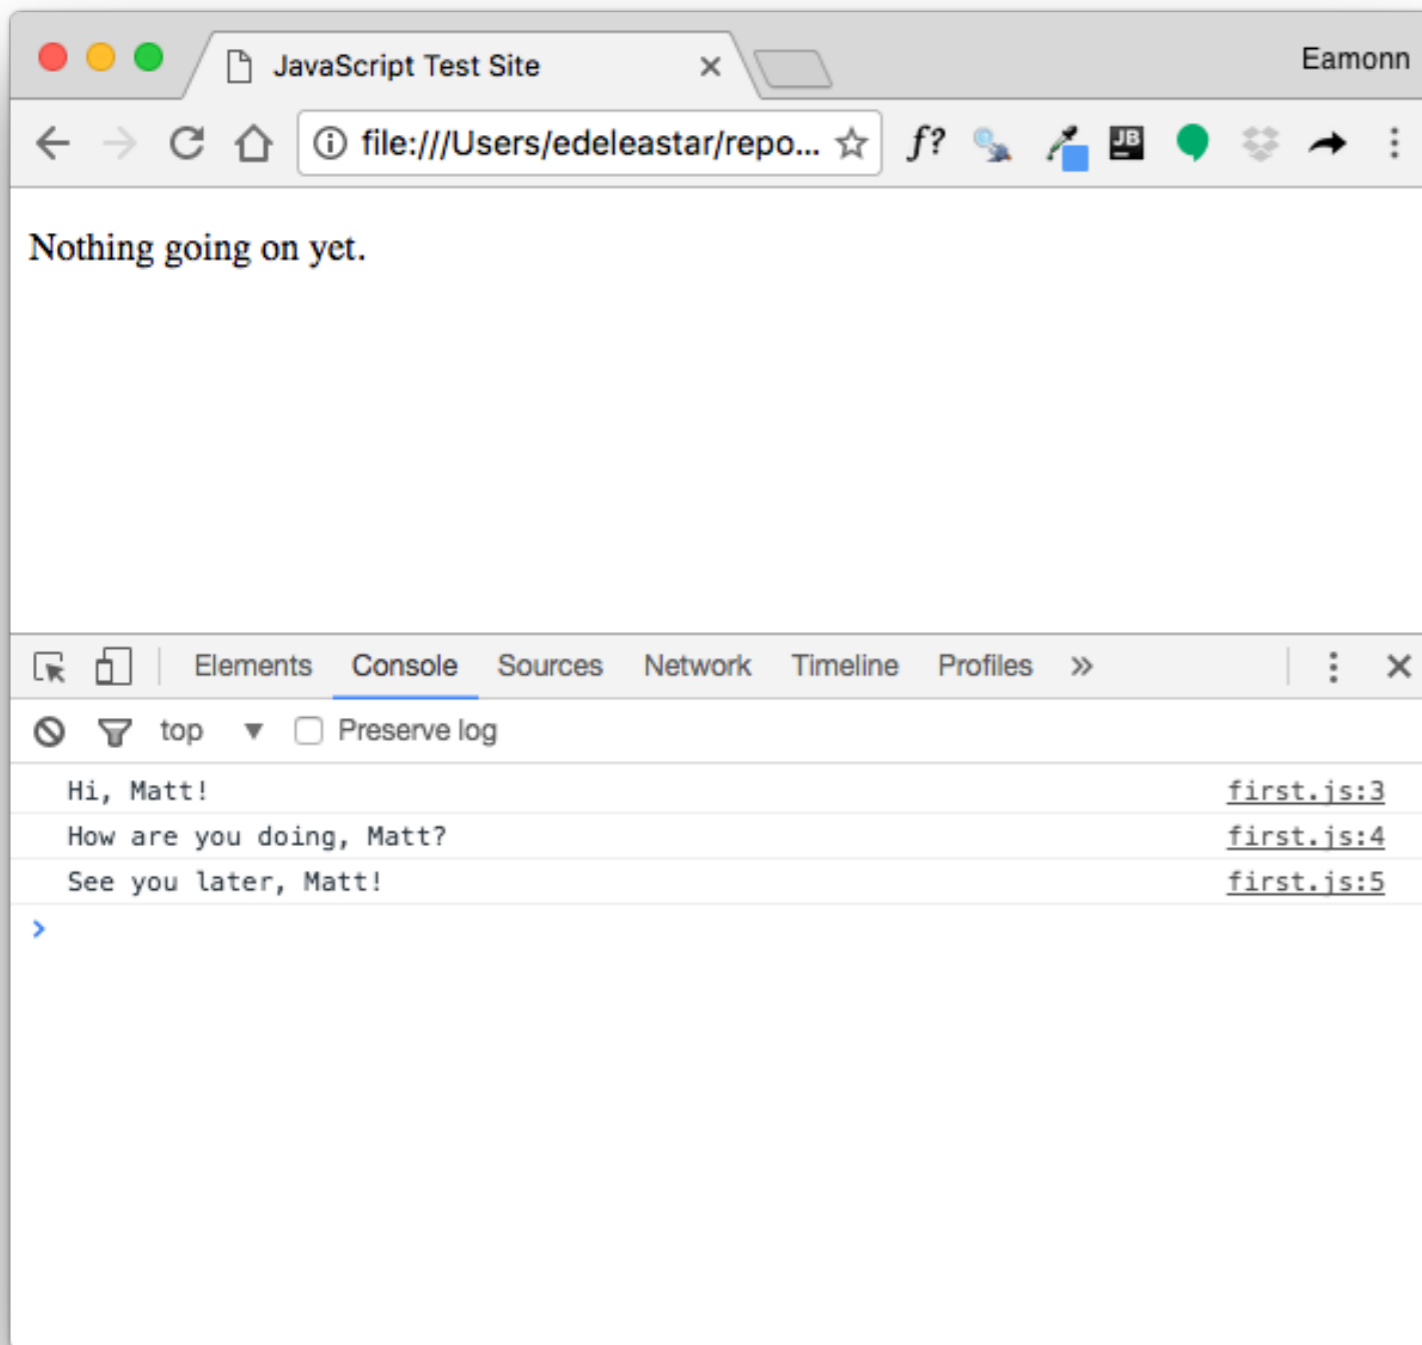 JavaScript Test Site
Eamonn
file:///Users/edeleastar/repo...
f?
JB
Nothing going on yet.
Elements Console Sources Network Timeline Profiles »
top Preserve log
Hi, Matt! first.js:3
How are you doing, Matt? first.js:4
See you later, Matt! first.js:5